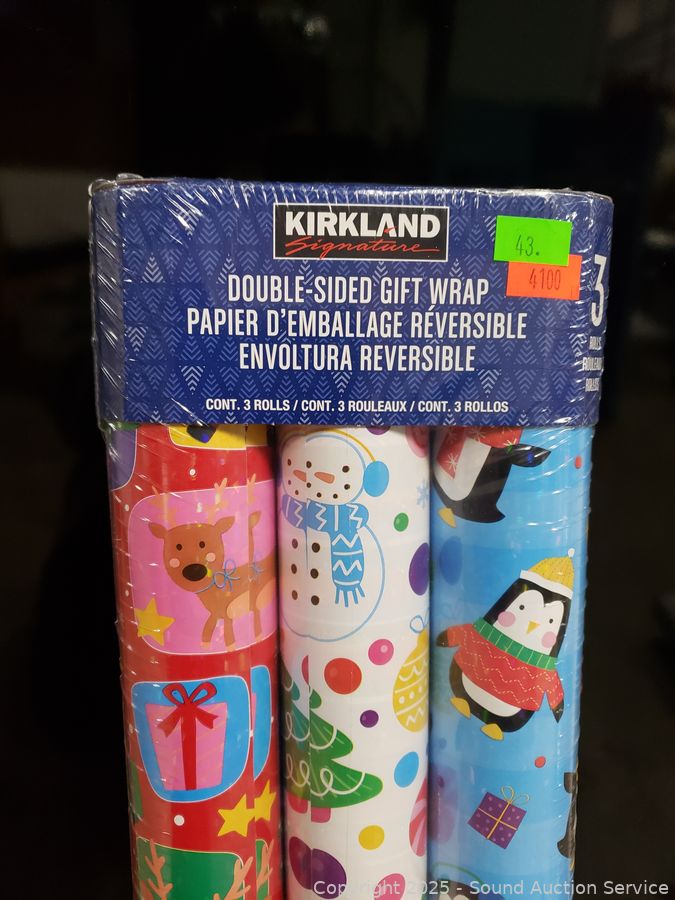 KIRKLAND
Signature
43.
4100
DOUBLE-SIDED GIFT WRAP
PAPIER D'EMBALLAGE RÉVERSIBLE
ENVOLTURA REVERSIBLE
CONT. 3 ROLLS / CONT. 3 ROULEAUX / CONT. 3 ROLLOS
3
ROLLS
Copyright 2025 - Sound Auction Service